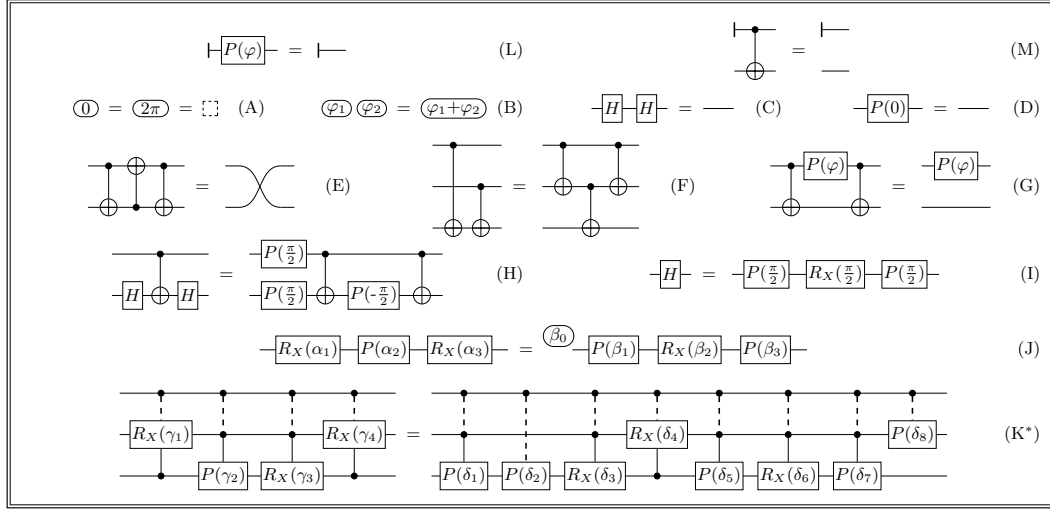 P(φ) = (L) = (M)
0 = 2π = (A) φ₁ φ₂ = φ₁+φ₂ (B) H H = (C) P(0) = (D)
= (E) = (F) P(φ) = P(φ) (G)
H H = P(π/2) P(π/2) P(-π/2) (H) H = P(π/2) R_X(π/2) P(π/2) (I)
R_X(α₁) P(α₂) R_X(α₃) = β₀ P(β₁) R_X(β₂) P(β₃) (J)
R_X(γ₁) P(γ₂) R_X(γ₃) R_X(γ₄) = P(δ₁) P(δ₂) R_X(δ₃) R_X(δ₄) P(δ₅) R_X(δ₆) P(δ₇) P(δ₈) (K*)